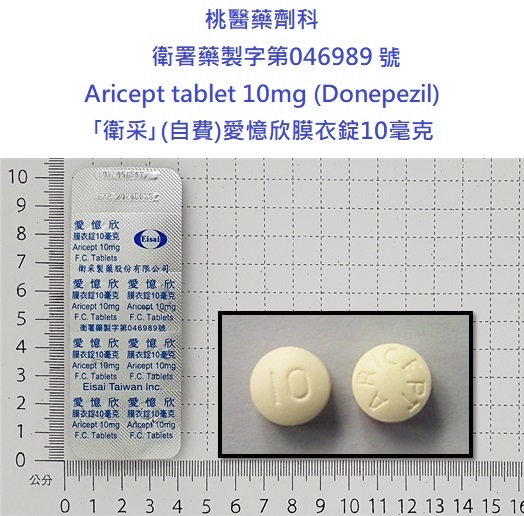 桃醫藥劑科
衛署藥製字第046989 號
Aricept tablet 10mg (Donepezil)
「衛采」(自費)愛憶欣膜衣錠10毫克
愛憶欣
膜衣錠10毫克
Aricept 10mg
F.C. Tablets
Eisai
衛采製藥股份有限公司
愛憶欣 愛憶欣
膜衣錠10毫克 膜衣錠10毫克
Aricept 10mg Aricept 10mg
F.C. Tablets F.C. Tablets
衛署藥製字第046989號
愛憶欣 愛憶欣
膜衣錠10毫克 膜衣錠10毫克
Aricept 10mg Aricept 10mg
F.C. Tablets F.C. Tablets
Eisai Taiwan Inc.
愛憶欣 愛憶欣
膜衣錠10毫克 膜衣錠10毫克
Aricept 10mg Aricept 10mg
F.C. Tablets F.C. Tablets
10
ARICEPT
10
9
8
7
6
5
4
3
2
1
0
公分
0 1 2 3 4 5 6 7 8 9 10 11 12 13 14 15 16